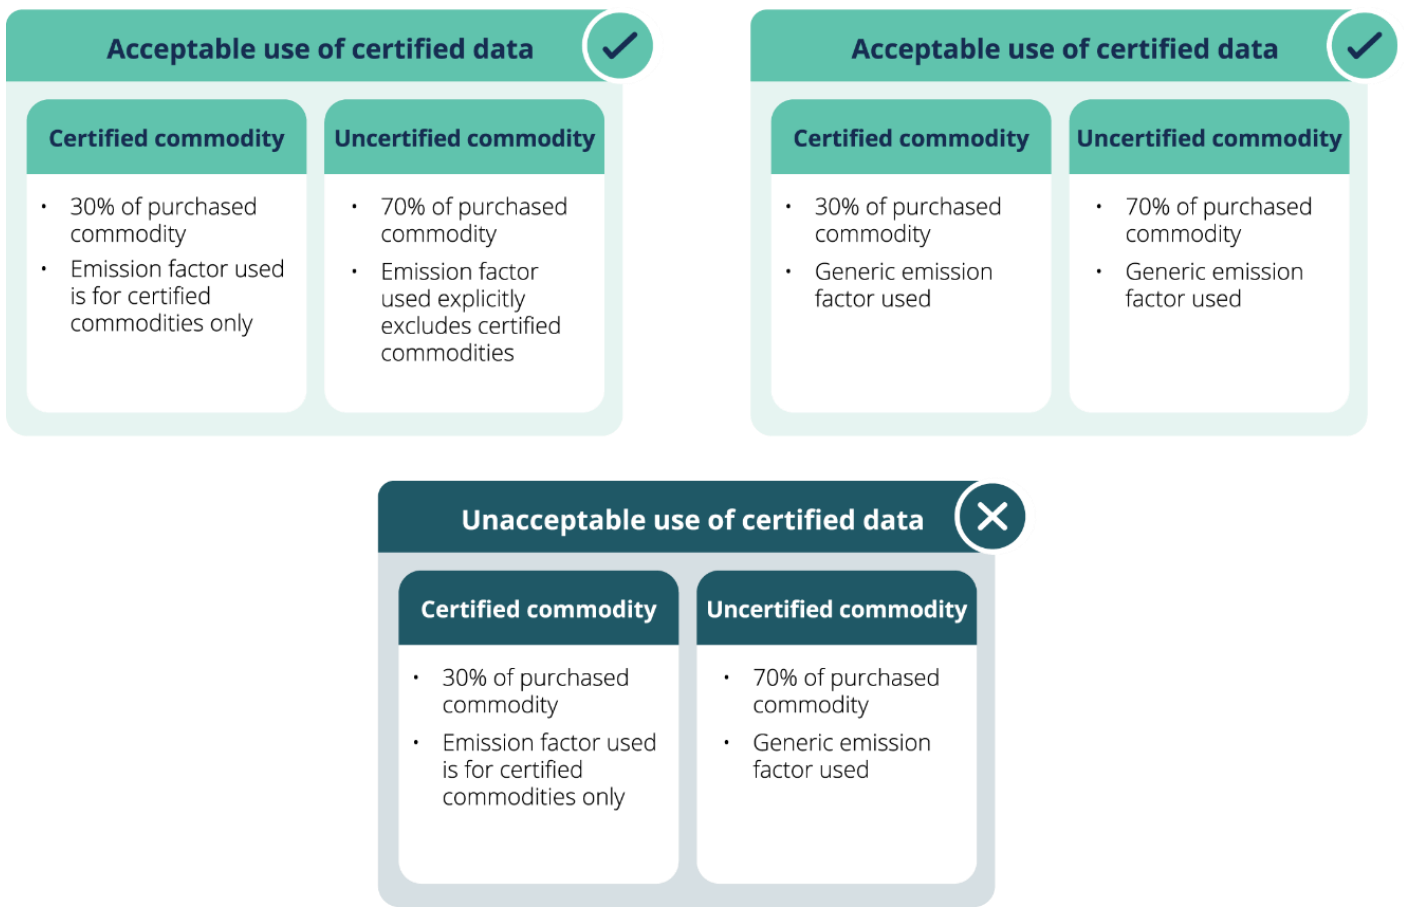 Acceptable use of certified data
Certified commodity
• 30% of purchased
commodity
• Emission factor used
is for certified
commodities only
Uncertified commodity
• 70% of purchased
commodity
• Emission factor
used explicitly
excludes certified
commodities
Acceptable use of certified data
Certified commodity
• 30% of purchased
commodity
• Generic emission
factor used
Uncertified commodity
• 70% of purchased
commodity
• Generic emission
factor used
Unacceptable use of certified data
Certified commodity
• 30% of purchased
commodity
• Emission factor used
is for certified
commodities only
Uncertified commodity
• 70% of purchased
commodity
• Generic emission
factor used